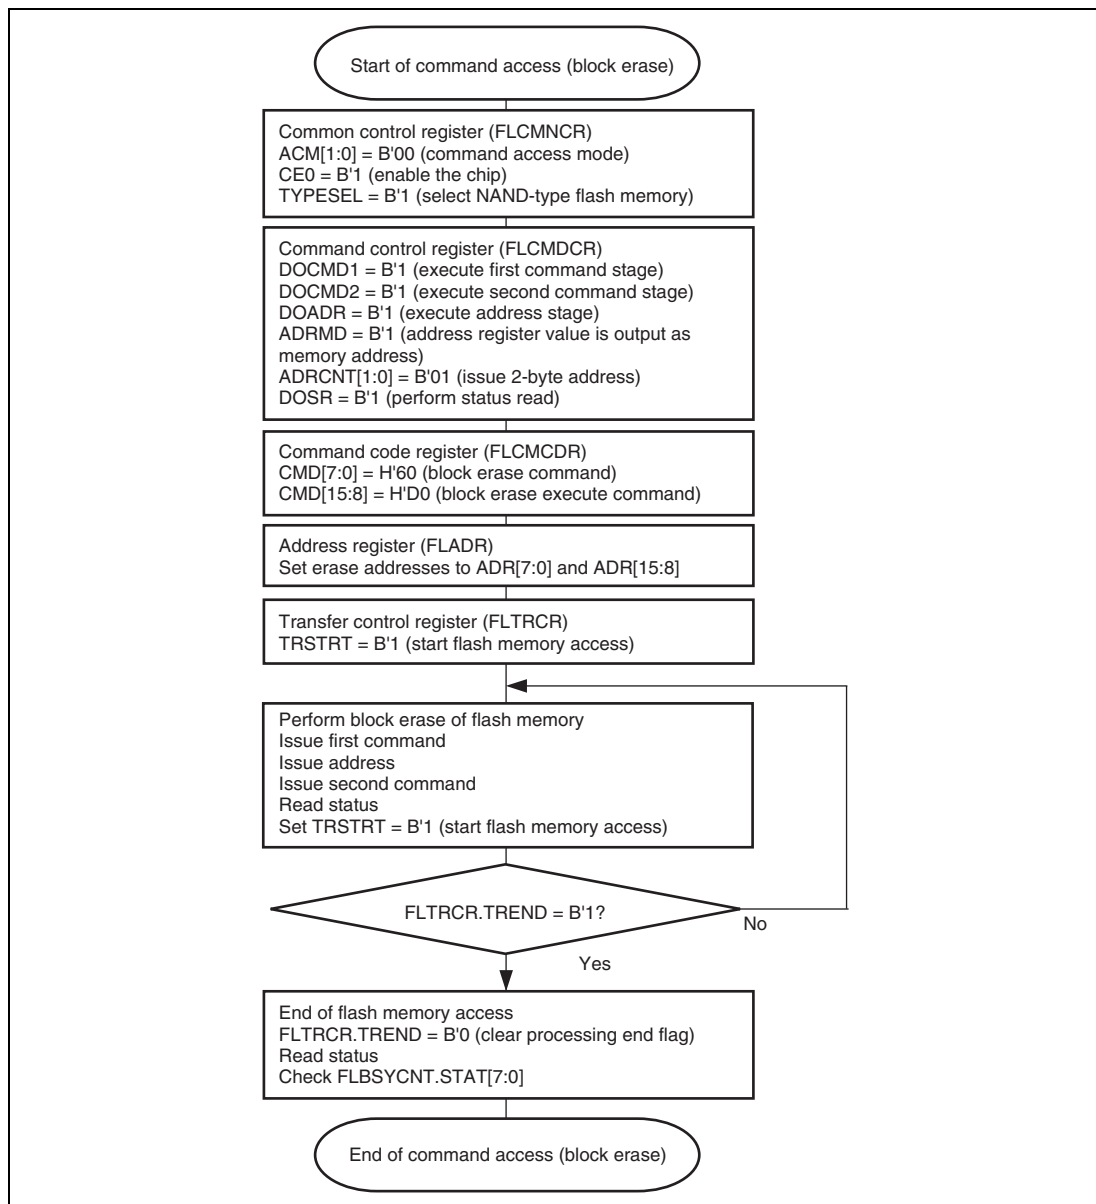 Start of command access (block erase)
Common control register (FLCMNCR)
ACM[1:0] = B'00 (command access mode)
CE0 = B'1 (enable the chip)
TYPESEL = B'1 (select NAND-type flash memory)
Command control register (FLCMDCR)
DOCMD1 = B'1 (execute first command stage)
DOCMD2 = B'1 (execute second command stage)
DOADR = B'1 (execute address stage)
ADRMD = B'1 (address register value is output as
memory address)
ADRCNT[1:0] = B'01 (issue 2-byte address)
DOSR = B'1 (perform status read)
Command code register (FLCMCDR)
CMD[7:0] = H'60 (block erase command)
CMD[15:8] = H'D0 (block erase execute command)
Address register (FLADR)
Set erase addresses to ADR[7:0] and ADR[15:8]
Transfer control register (FLTRCR)
TRSTRT = B'1 (start flash memory access)
Perform block erase of flash memory
Issue first command
Issue address
Issue second command
Read status
Set TRSTRT = B'1 (start flash memory access)
FLTRCR.TREND = B'1?
No
Yes
End of flash memory access
FLTRCR.TREND = B'0 (clear processing end flag)
Read status
Check FLBSYCNT.STAT[7:0]
End of command access (block erase)